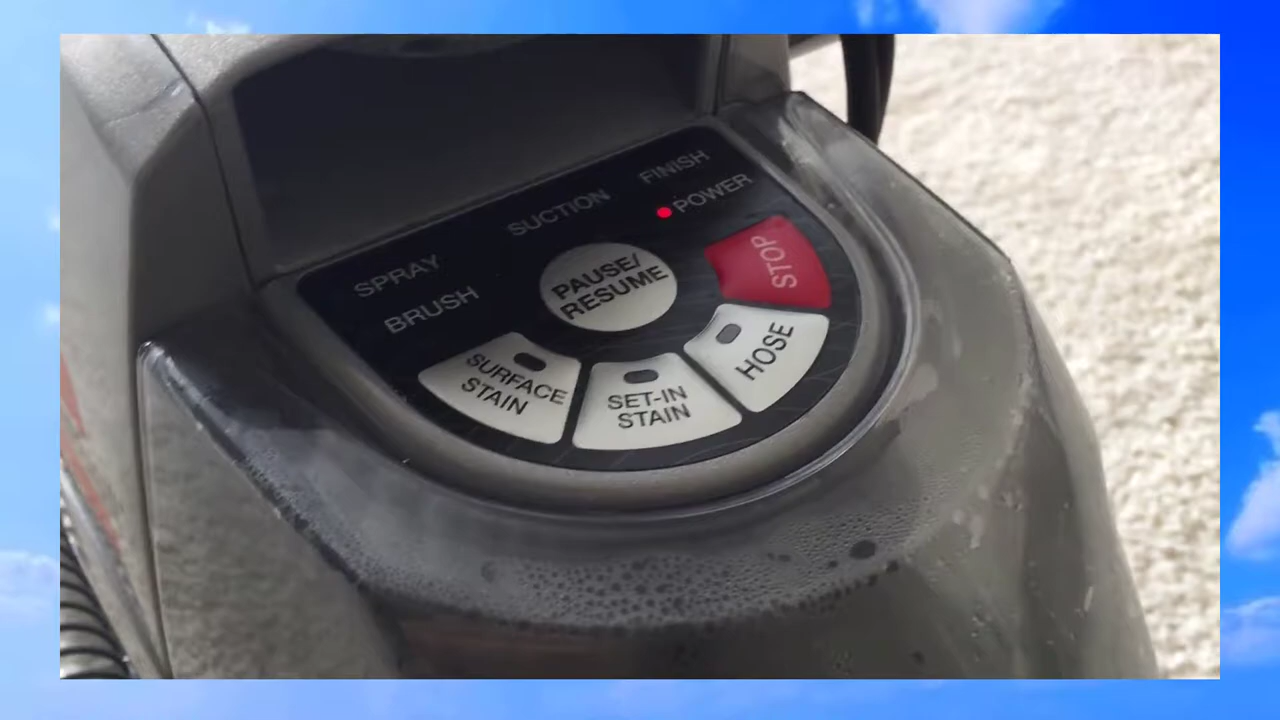 FINISH
SUCTION
POWER
SPRAY
BRUSH
PAUSE/
RESUME
STOP
SURFACE
STAIN
SET-IN
STAIN
HOSE